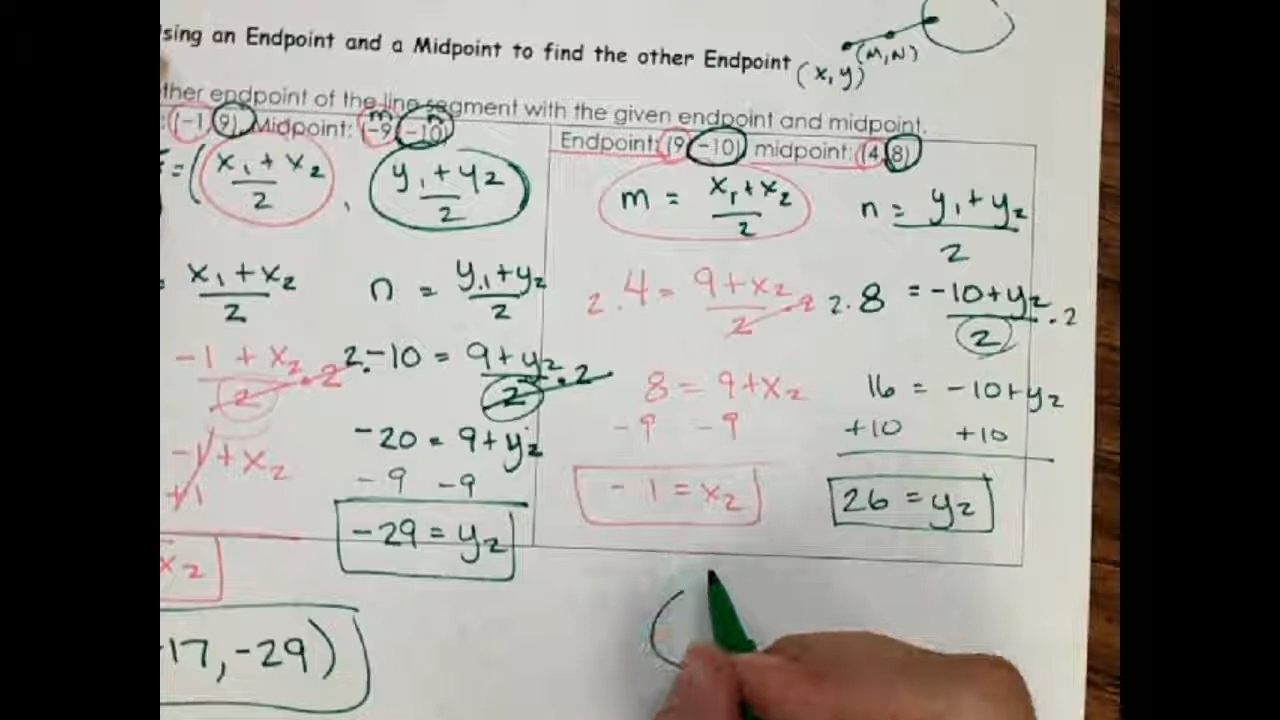 sing an Endpoint and a Midpoint to find the other Endpoint
(M,N)
(x,y)
ther endpoint of the line segment with the given endpoint and midpoint.
m n
(-1, 9) Midpoint: (-9, -10)
= (x₁ + x₂ / 2 , y₁ + y₂ / 2
x₁ + x₂ / 2 n = y₁ + y₂ / 2
-1 + x₂ / 2 · 2 2·-10 = 9 + y₂ / 2 · 2
-1 + x₂ -20 = 9 + y₂
+1 -9 -9
x₂ -29 = y₂
17, -29)
Endpoint: (9, -10) midpoint: (4, 8)
m = x₁ + x₂ / 2 n = y₁ + y₂ / 2
2·4 = 9 + x₂ / 2 · 2 2·8 = -10 + y₂ / 2 · 2
8 = 9 + x₂ 16 = -10 + y₂
-9 -9 +10 +10
-1 = x₂ 26 = y₂
(